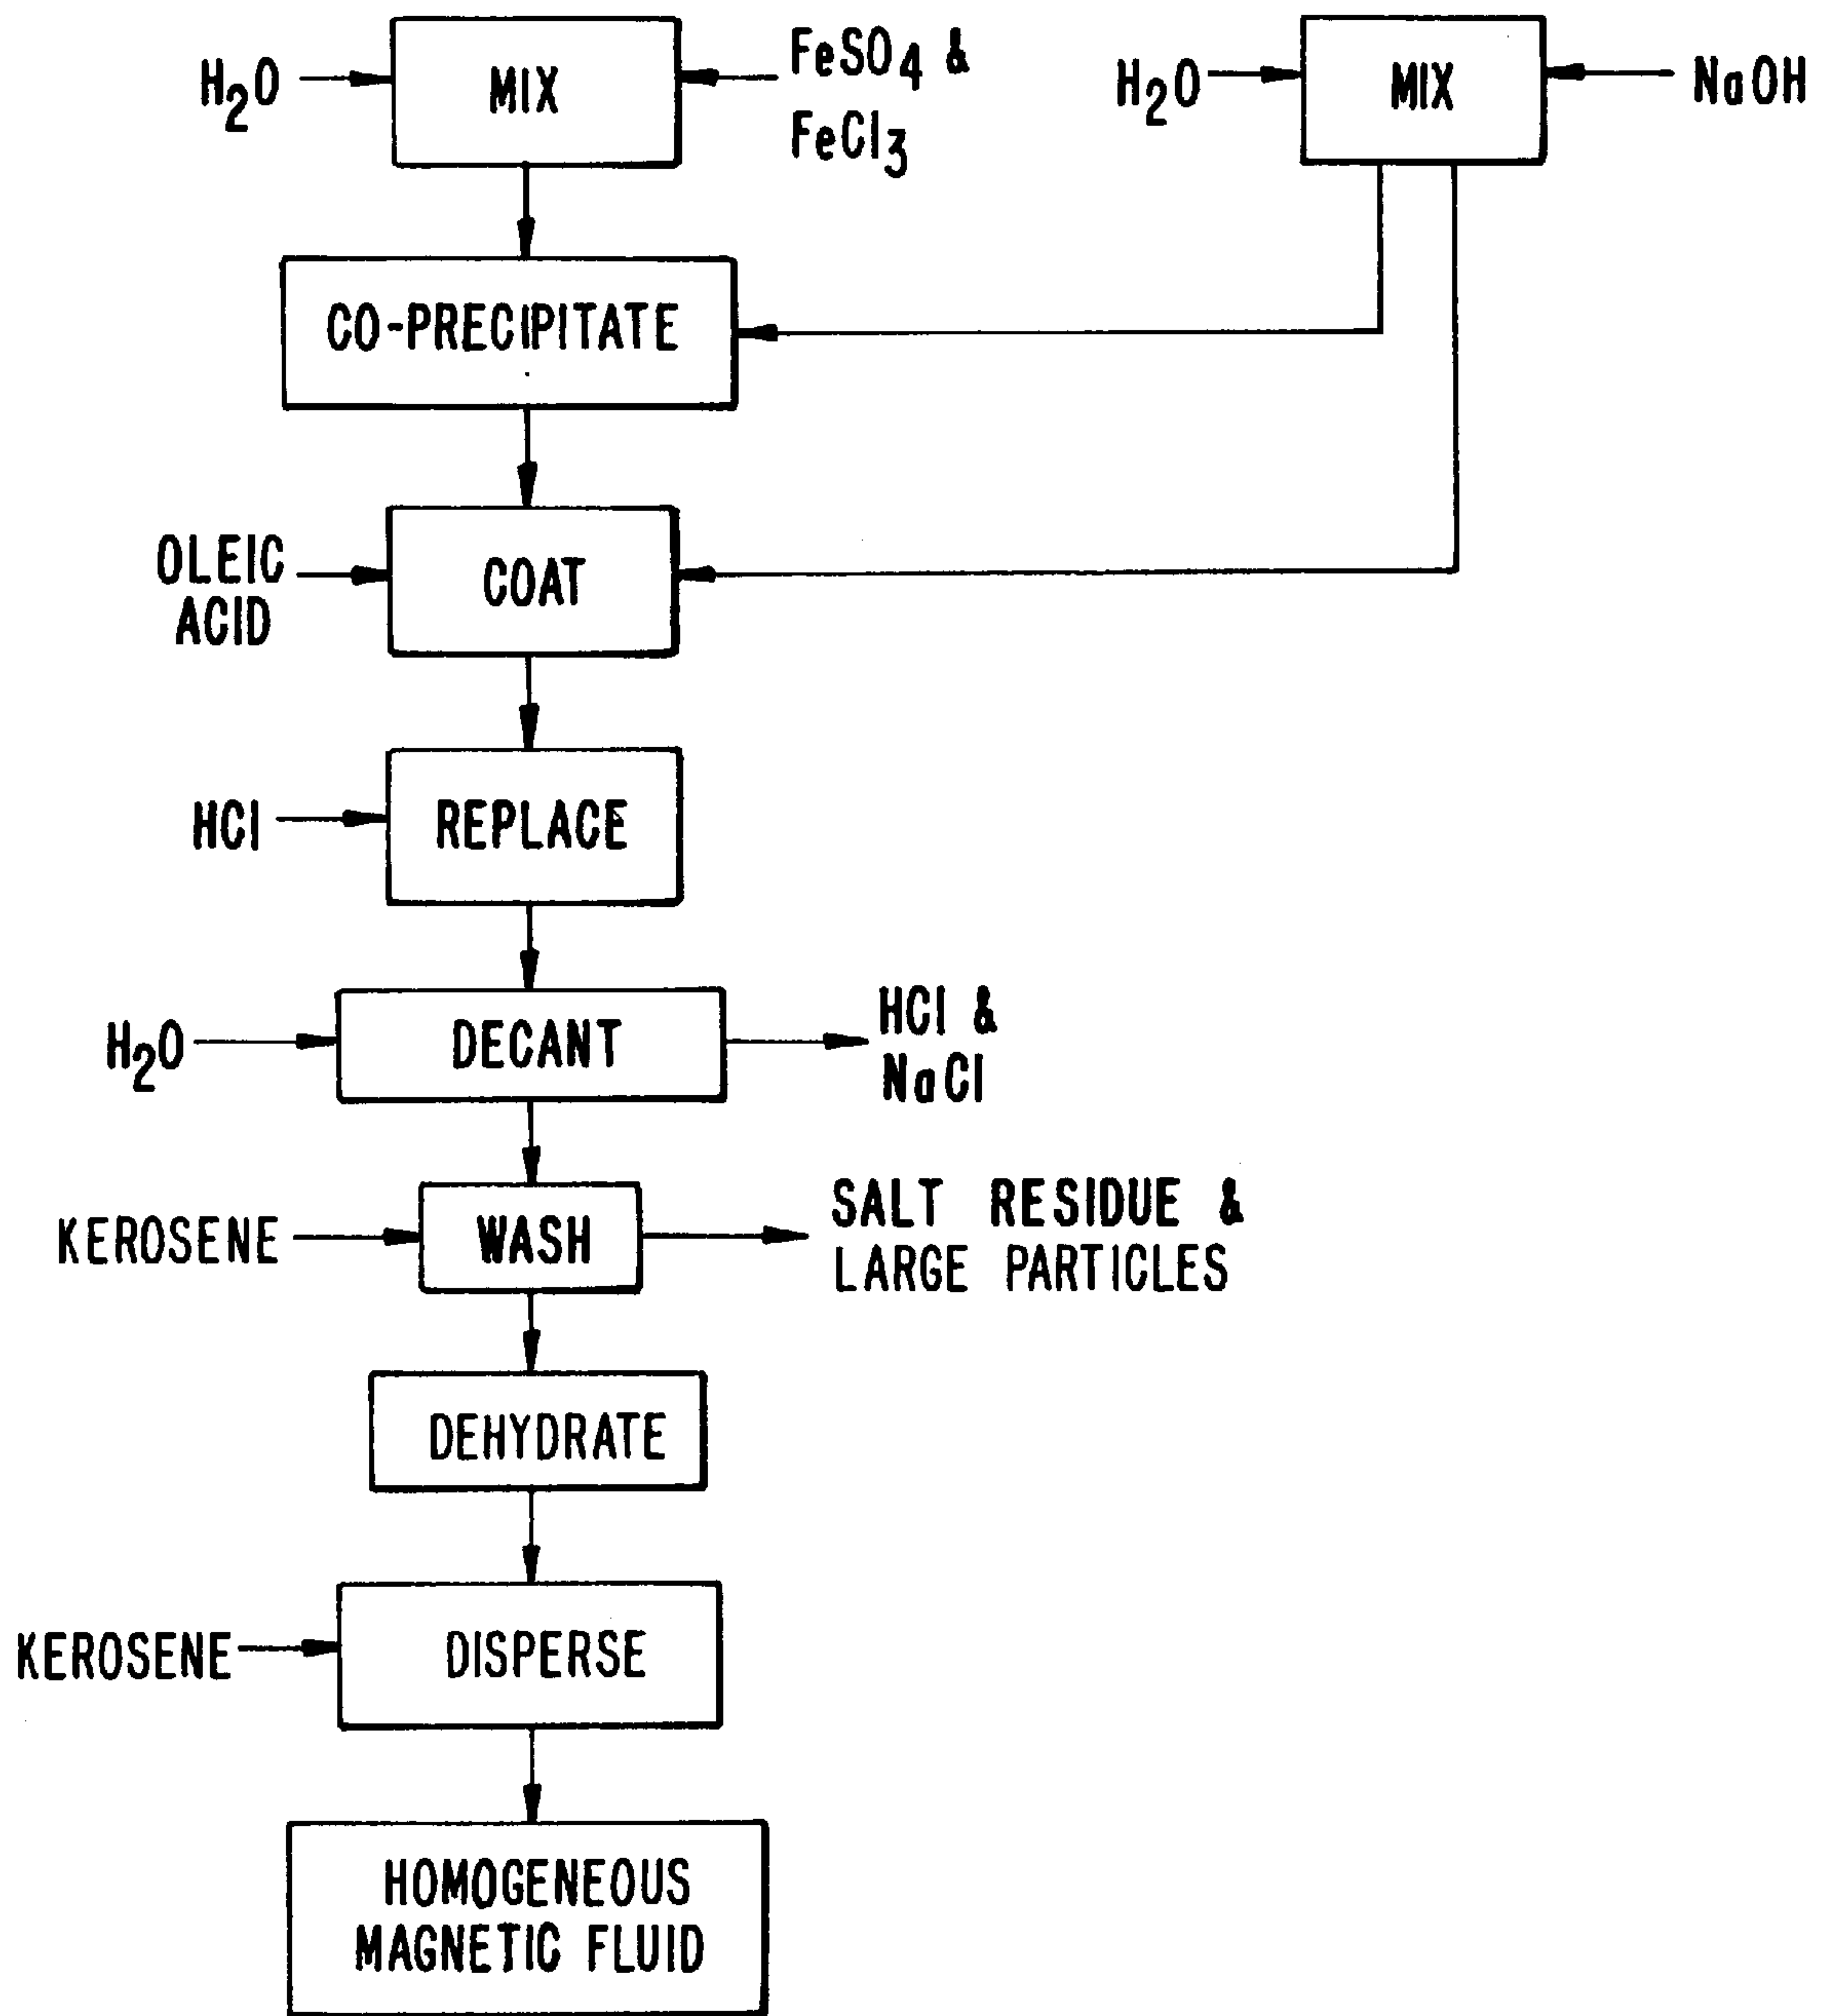 H2O
MIX
FeSO4 &
FeCl3
H2O
MIX
NaOH
CO-PRECIPITATE
OLEIC
ACID
COAT
HCl
REPLACE
H2O
DECANT
HCl &
NaCl
KEROSENE
WASH
SALT RESIDUE &
LARGE PARTICLES
DEHYDRATE
KEROSENE
DISPERSE
HOMOGENEOUS
MAGNETIC FLUID